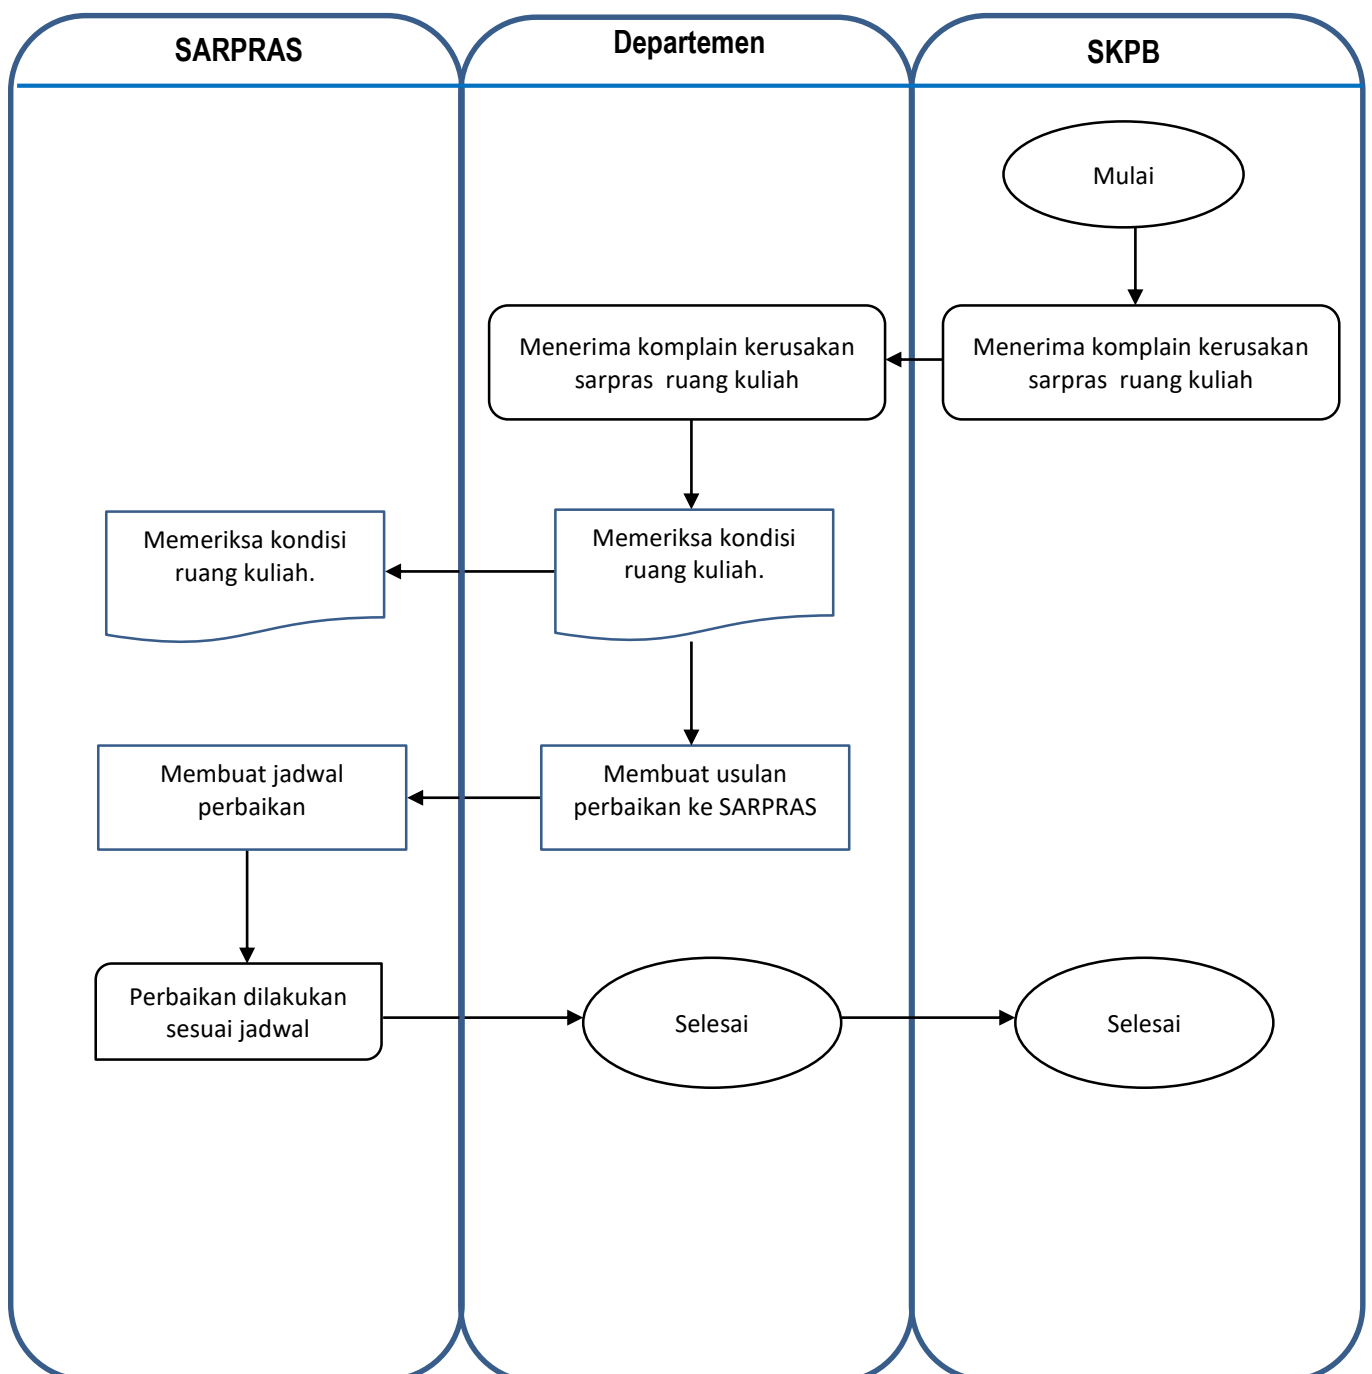 SARPRAS
Departemen
SKPB
Mulai
Menerima komplain kerusakan
sarpras ruang kuliah
Menerima komplain kerusakan
sarpras ruang kuliah
Memeriksa kondisi
ruang kuliah.
Memeriksa kondisi
ruang kuliah.
Membuat jadwal
perbaikan
Membuat usulan
perbaikan ke SARPRAS
Perbaikan dilakukan
sesuai jadwal
Selesai
Selesai